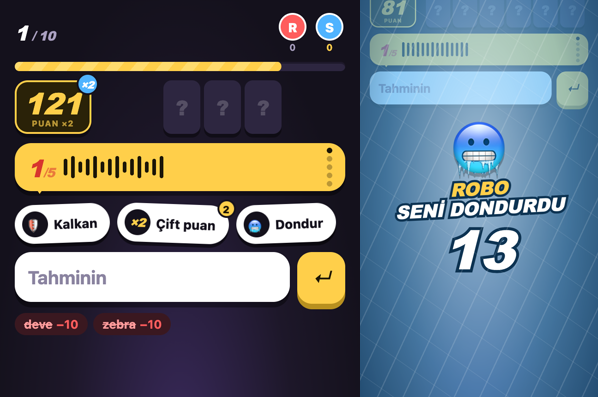 1 / 10
R
S
0
0
121
×2
PUAN ×2
?
?
?
1/5
Kalkan
×2
Çift puan
2
Dondur
Tahminin
deve −10
zebra −10
81
PUAN
? ? ? ? ? ?
1/5
Tahminin
ROBO
SENİ DONDURDU
13